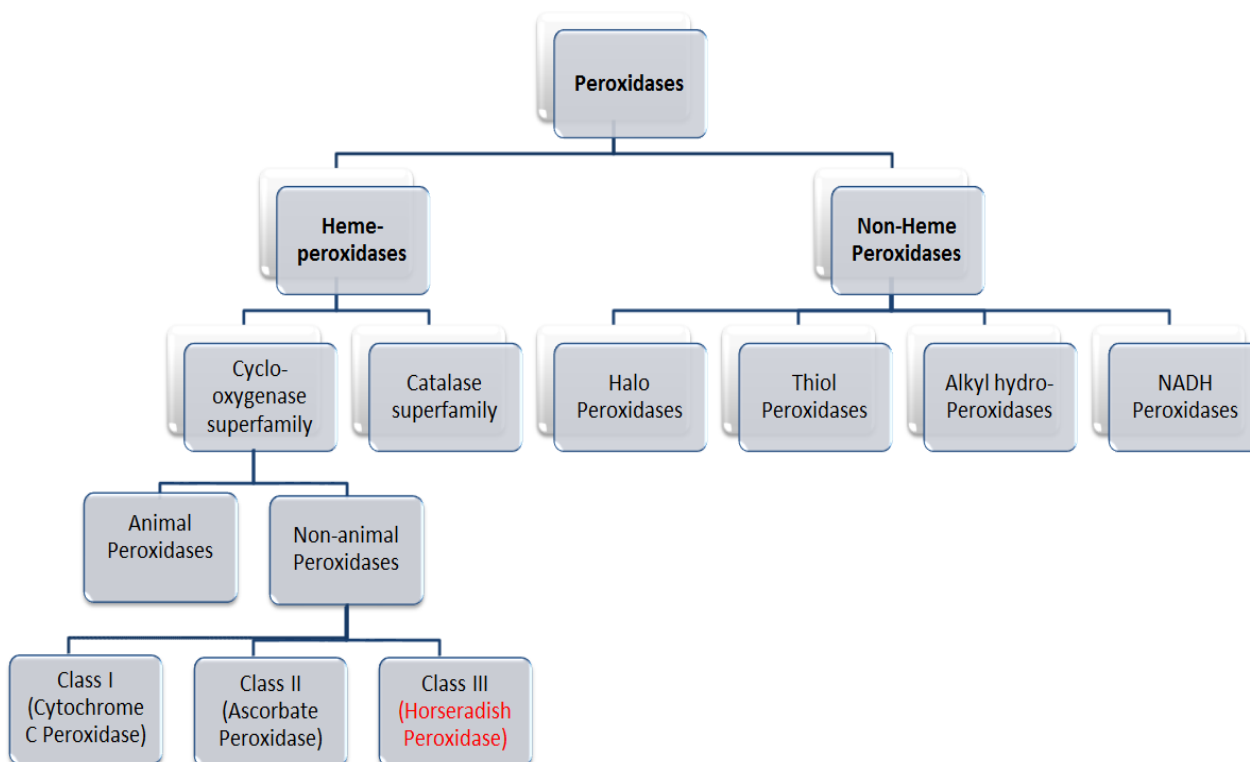 Peroxidases
Heme-
peroxidases
Non-Heme
Peroxidases
Cyclo-
oxygenase
superfamily
Catalase
superfamily
Halo
Peroxidases
Thiol
Peroxidases
Alkyl hydro-
Peroxidases
NADH
Peroxidases
Animal
Peroxidases
Non-animal
Peroxidases
Class I
(Cytochrome
C Peroxidase)
Class II
(Ascorbate
Peroxidase)
Class III
(Horseradish
Peroxidase)